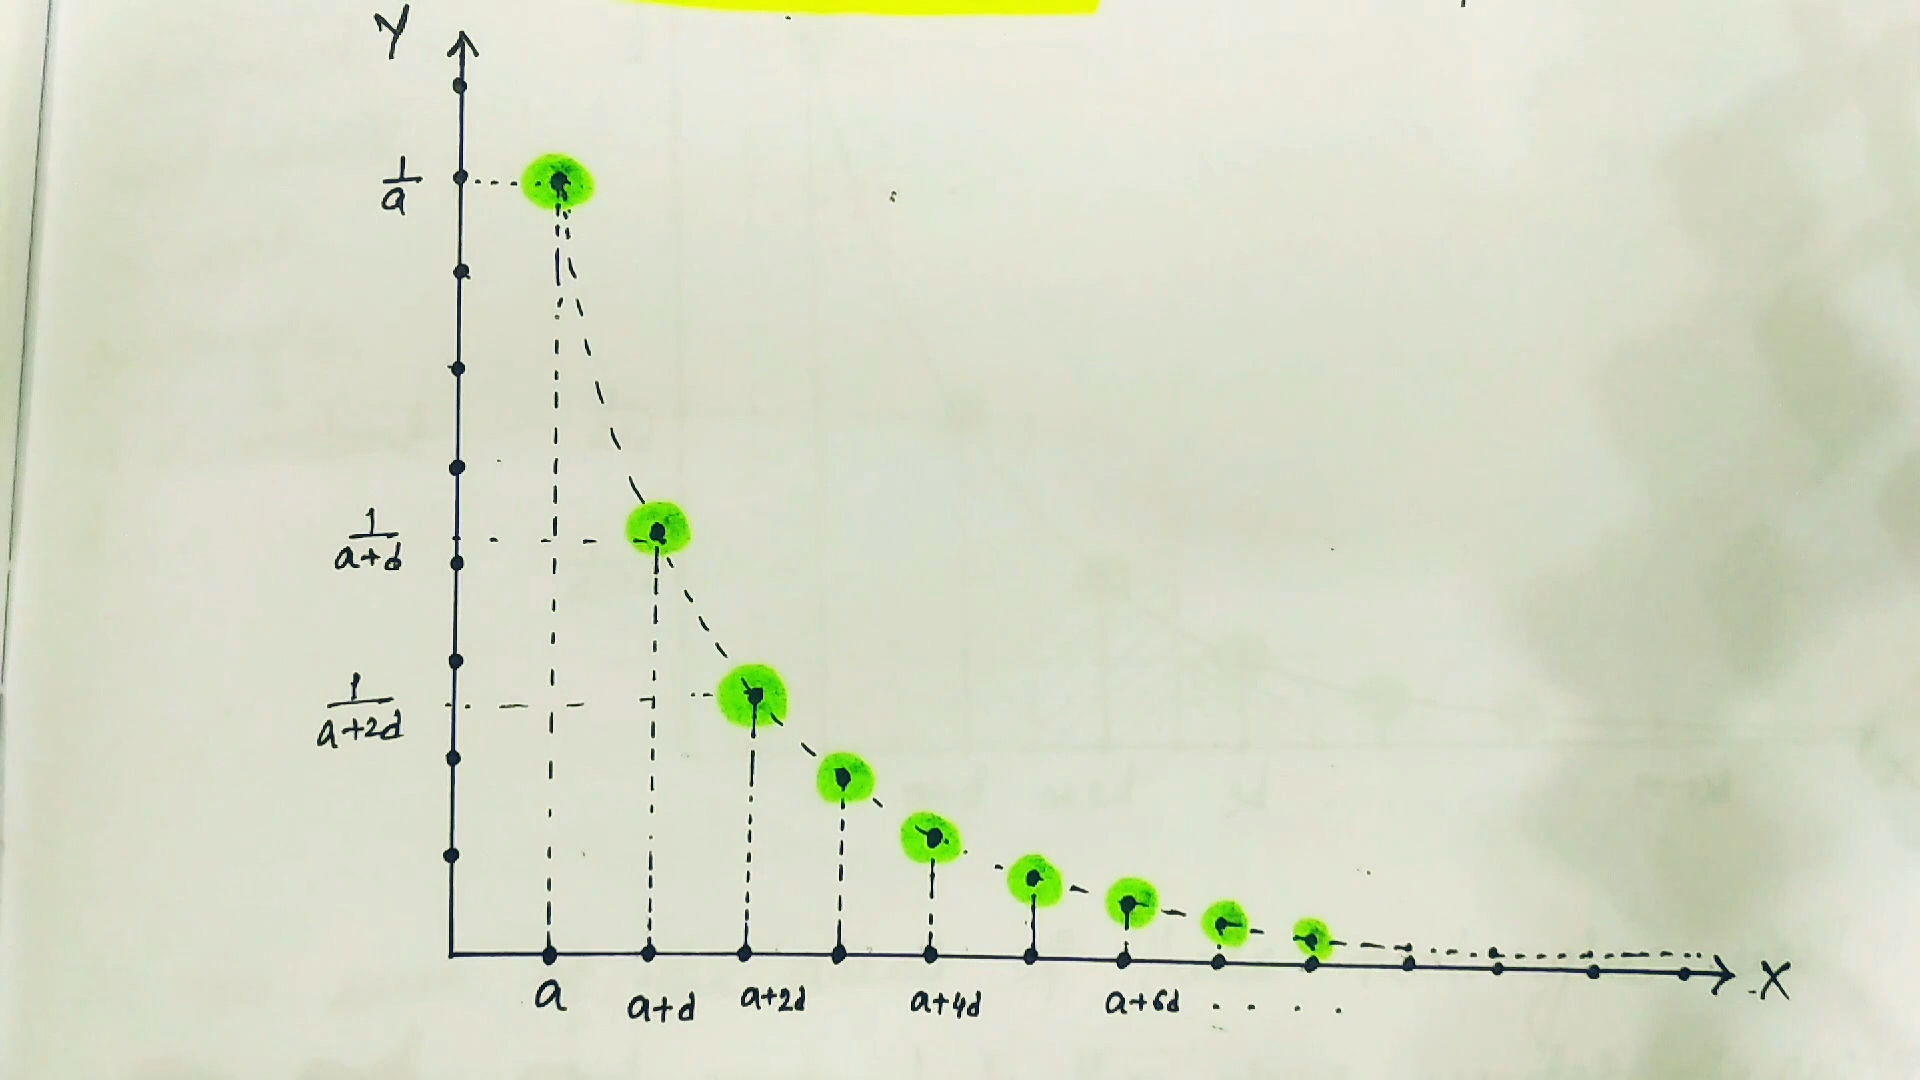 Y
1/a
1/a+d
1/a+2d
a a+d a+2d a+4d a+6d . . . .
X